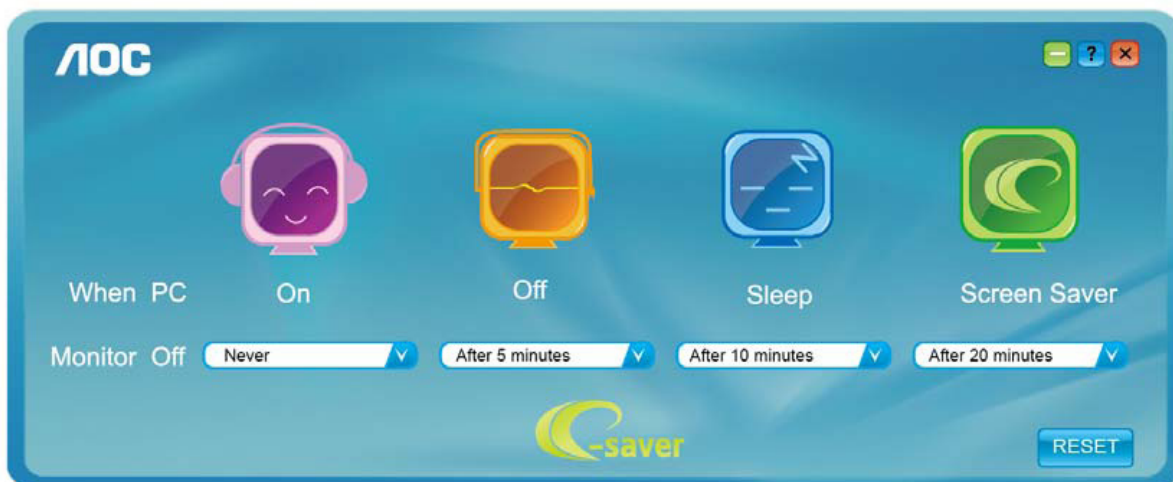 AOC
?
When PC On Off Sleep Screen Saver
Monitor Off Never After 5 minutes After 10 minutes After 20 minutes
e-saver
RESET